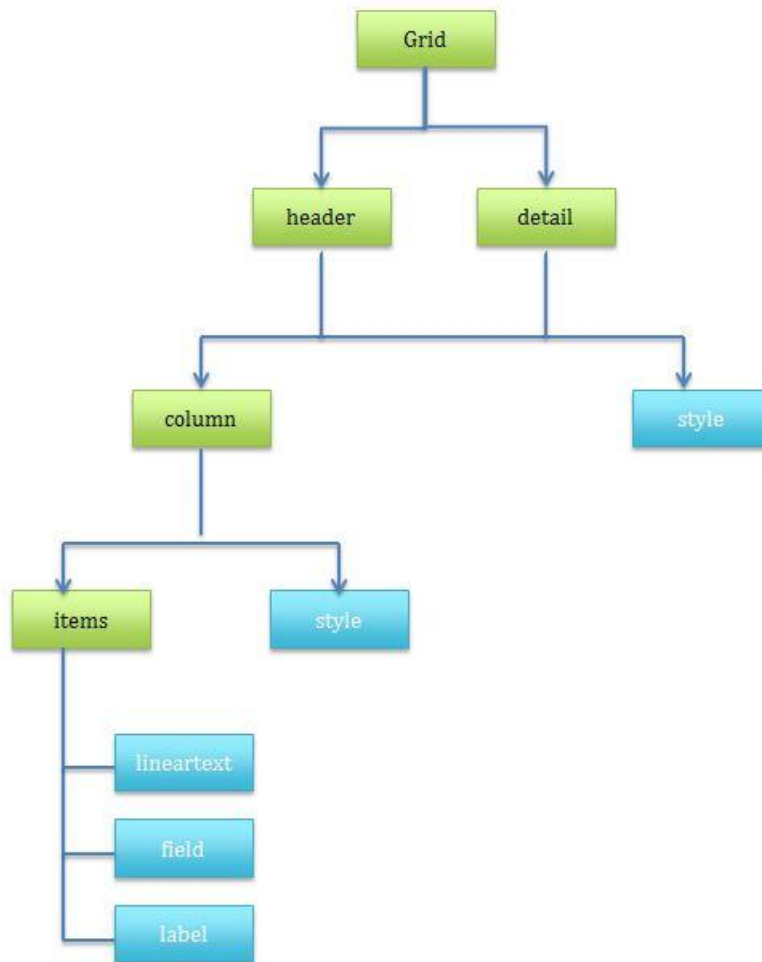 Grid
header
detail
column
style
items
style
lineartext
field
label